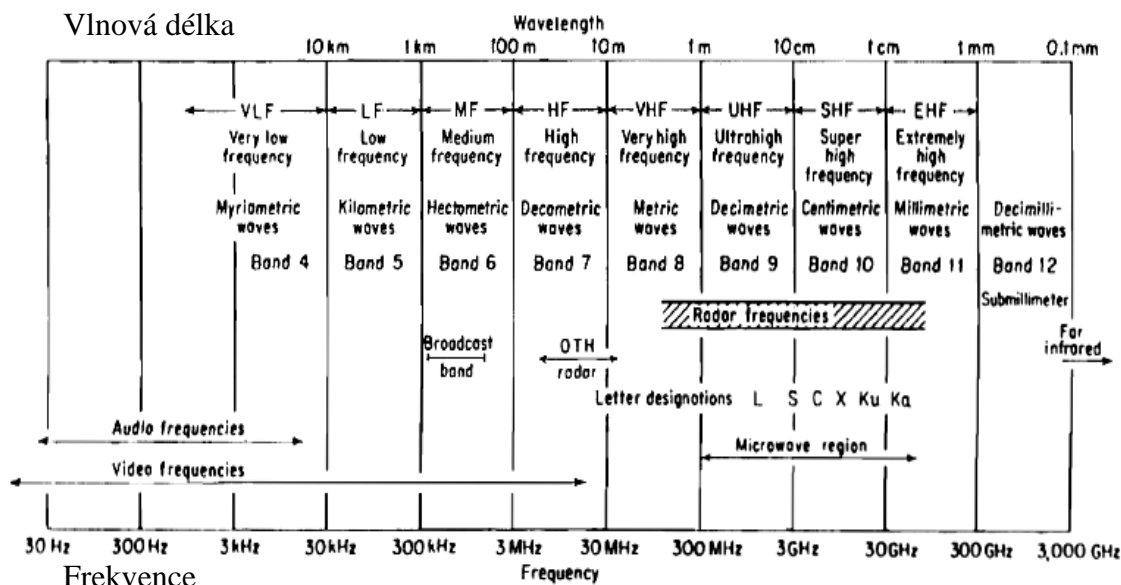 Vlnová délka
Wavelength
10 km 1 km 100 m 10 m 1 m 10 cm 1 cm 1 mm 0.1 mm
VLF LF MF HF VHF UHF SHF EHF
Very low frequency
Low frequency
Medium frequency
High frequency
Very high frequency
Ultrahigh frequency
Super high frequency
Extremely high frequency
Myriametric waves
Kilometric waves
Hectometric waves
Decametric waves
Metric waves
Decimetric waves
Centimetric waves
Millimetric waves
Decimilli-
metric waves
Band 4 Band 5 Band 6 Band 7 Band 8 Band 9 Band 10 Band 11 Band 12
Submillimeter
Radar frequencies
Far
infrared
Broadcast
band
OTH
radar
Letter designations L S C X Ku Ka
Audio frequencies
Microwave region
Video frequencies
30 Hz 300 Hz 3 kHz 30 kHz 300 kHz 3 MHz 30 MHz 300 MHz 3 GHz 30 GHz 300 GHz 3,000 GHz
Frequency
Frekvence